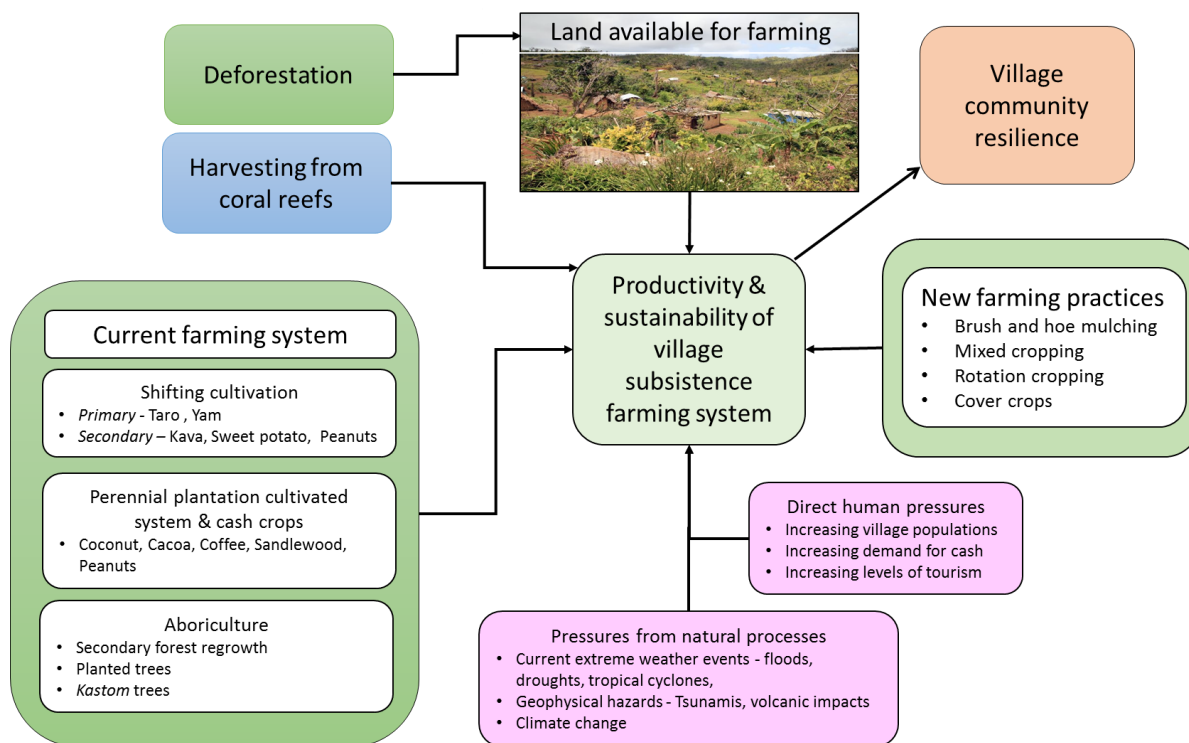 Deforestation
Land available for farming
Village
community
resilience
Harvesting from
coral reefs
Productivity &
sustainability of
village
subsistence
farming system
New farming practices
• Brush and hoe mulching
• Mixed cropping
• Rotation cropping
• Cover crops
Current farming system
Shifting cultivation
• Primary - Taro , Yam
• Secondary – Kava, Sweet potato, Peanuts
Perennial plantation cultivated
system & cash crops
• Coconut, Cacoa, Coffee, Sandlewood,
Peanuts
Aboriculture
• Secondary forest regrowth
• Planted trees
• Kastom trees
Direct human pressures
• Increasing village populations
• Increasing demand for cash
• Increasing levels of tourism
Pressures from natural processes
• Current extreme weather events - floods,
droughts, tropical cyclones,
• Geophysical hazards - Tsunamis, volcanic impacts
• Climate change